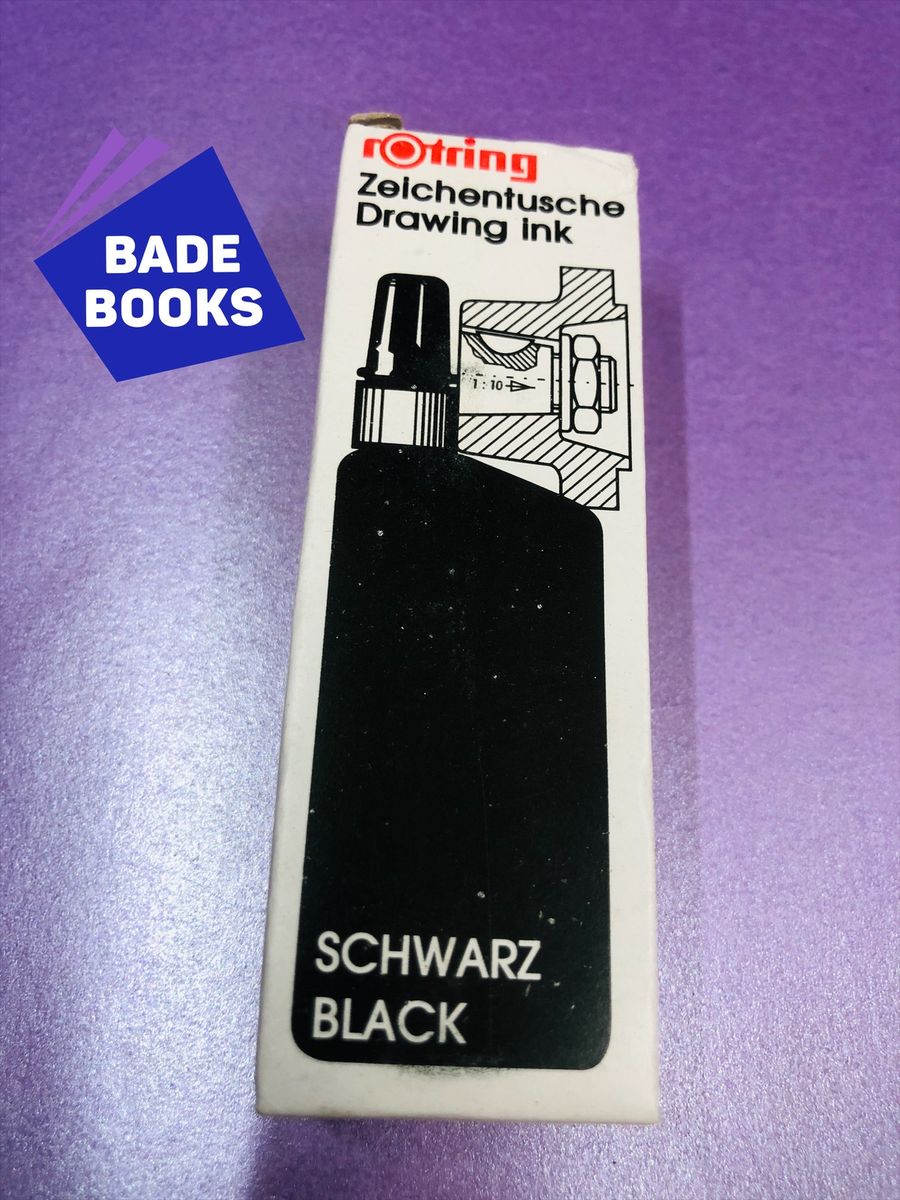 rotring
Zeichentusche
Drawing ink
BADE
BOOKS
1 : 10
SCHWARZ
BLACK